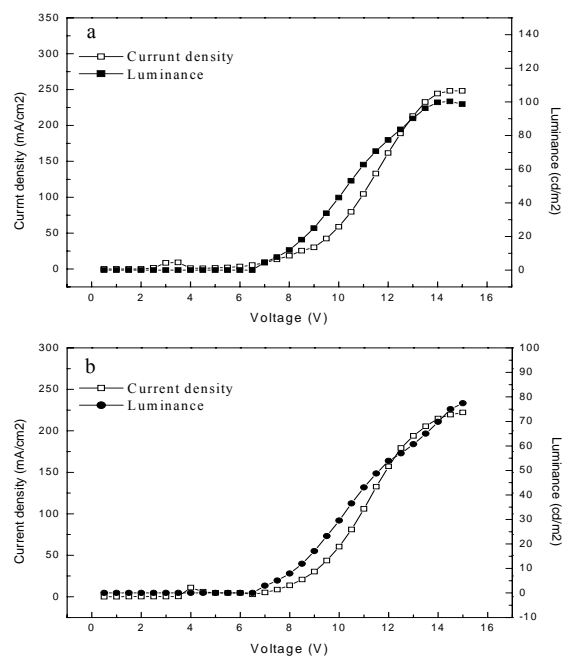 a
Currunt density
Luminance
350
300
250
200
150
100
50
0
Currnt density (mA/cm2)
140
120
100
80
60
40
20
0
Luminance (cd/m2)
0 2 4 6 8 10 12 14 16
Voltage (V)
b
Current density
Luminance
300
250
200
150
100
50
0
Current density (mA/cm2)
100
90
80
70
60
50
40
30
20
10
0
-10
Luminance (cd/m2)
0 2 4 6 8 10 12 14 16
Voltage (V)